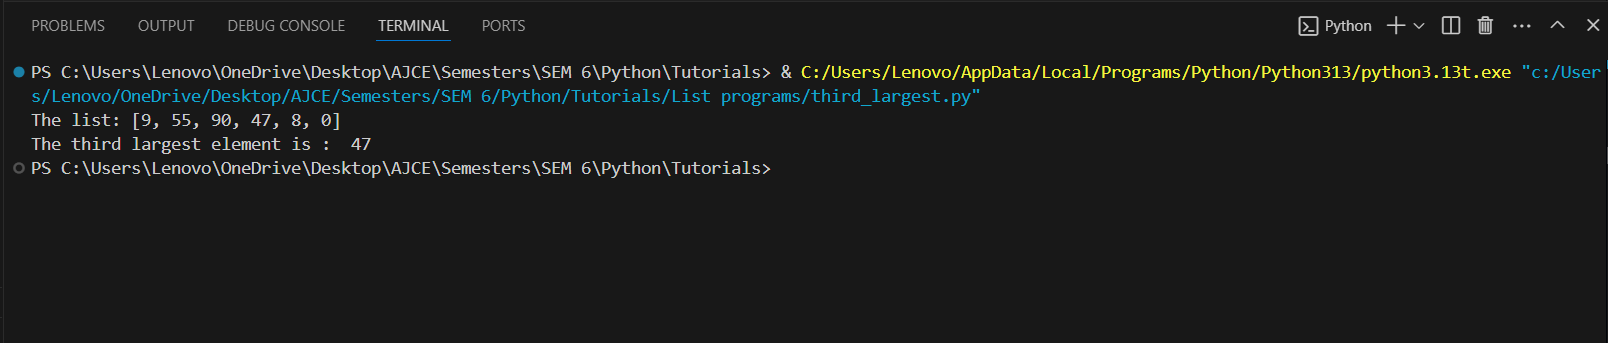 PROBLEMS OUTPUT DEBUG CONSOLE TERMINAL PORTS Python
PS C:\Users\Lenovo\OneDrive\Desktop\AJCE\Semesters\SEM 6\Python\Tutorials> & C:/Users/Lenovo/AppData/Local/Programs/Python/Python313/python3.13t.exe "c:/User
s/Lenovo/OneDrive/Desktop/AJCE/Semesters/SEM 6/Python/Tutorials/List programs/third_largest.py"
The list: [9, 55, 90, 47, 8, 0]
The third largest element is :  47
PS C:\Users\Lenovo\OneDrive\Desktop\AJCE\Semesters\SEM 6\Python\Tutorials>